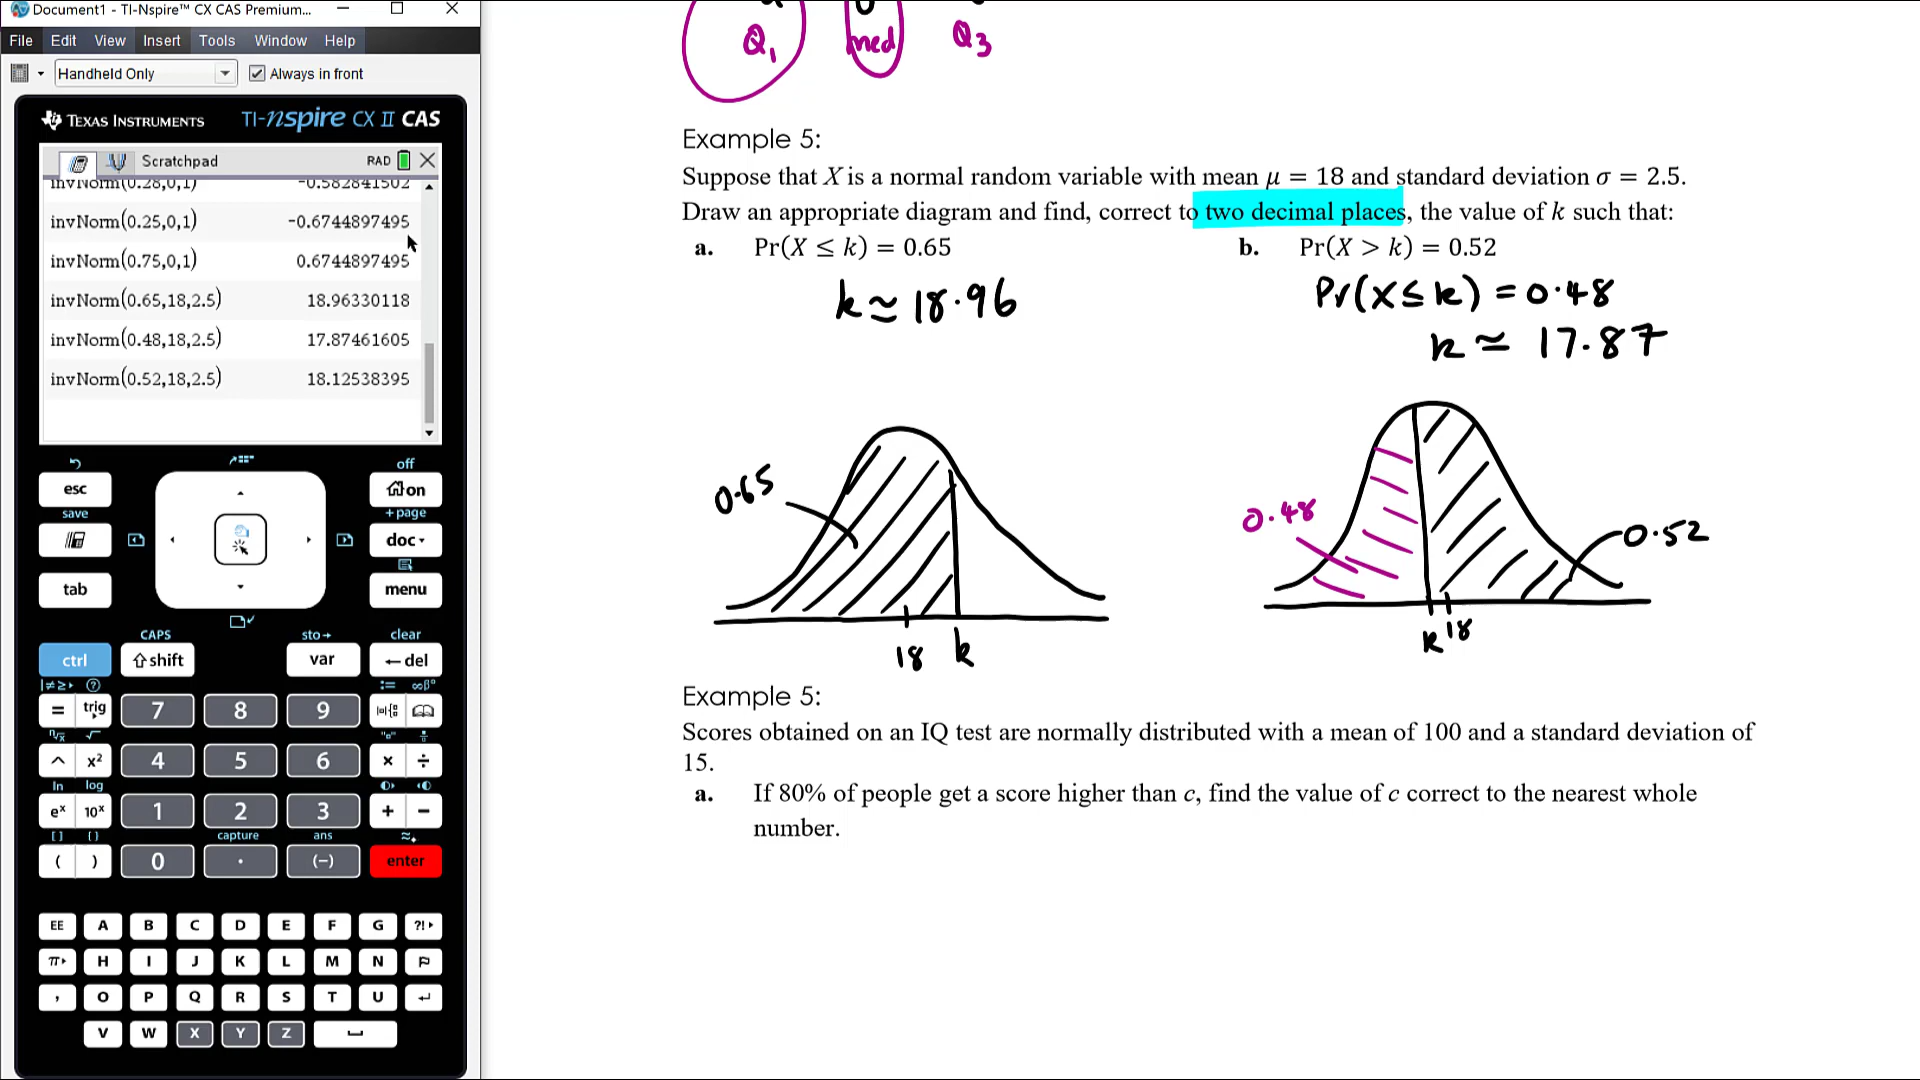 Document1 - TI-Nspire™ CX CAS Premium...
File Edit View Insert Tools Window Help
Handheld Only
Always in front
TEXAS INSTRUMENTS
TI-nspire CX II CAS
Scratchpad RAD
invNorm(0.28,0,1) -0.582841502
invNorm(0.25,0,1) -0.6744897495
invNorm(0.75,0,1) 0.6744897495
invNorm(0.65,18,2.5) 18.96330118
invNorm(0.48,18,2.5) 17.87461605
invNorm(0.52,18,2.5) 18.12538395
off
esc on
save +page
doc
tab menu
CAPS sto→ clear
ctrl shift var ←del
|≠≥▸ ? := ∞β°
= trig 7 8 9
ⁿ√x √
^ x² 4 5 6 × ÷
ln log
eˣ 10ˣ 1 2 3 + −
[ ] { } capture ans ≈
( ) 0 . (−) enter
EE A B C D E F G ?!▸
π▸ H I J K L M N
, O P Q R S T U ↵
V W X Y Z
Q₁ med Q₃
Example 5:
Suppose that X is a normal random variable with mean μ = 18 and standard deviation σ = 2.5.
Draw an appropriate diagram and find, correct to two decimal places, the value of k such that:
a. Pr(X ≤ k) = 0.65
b. Pr(X > k) = 0.52
k ≃ 18.96
Pr(X ≤ k) = 0.48
k ≃ 17.87
0.65
18 k
0.48
0.52
k 18
Example 5:
Scores obtained on an IQ test are normally distributed with a mean of 100 and a standard deviation of
15.
a. If 80% of people get a score higher than c, find the value of c correct to the nearest whole
number.